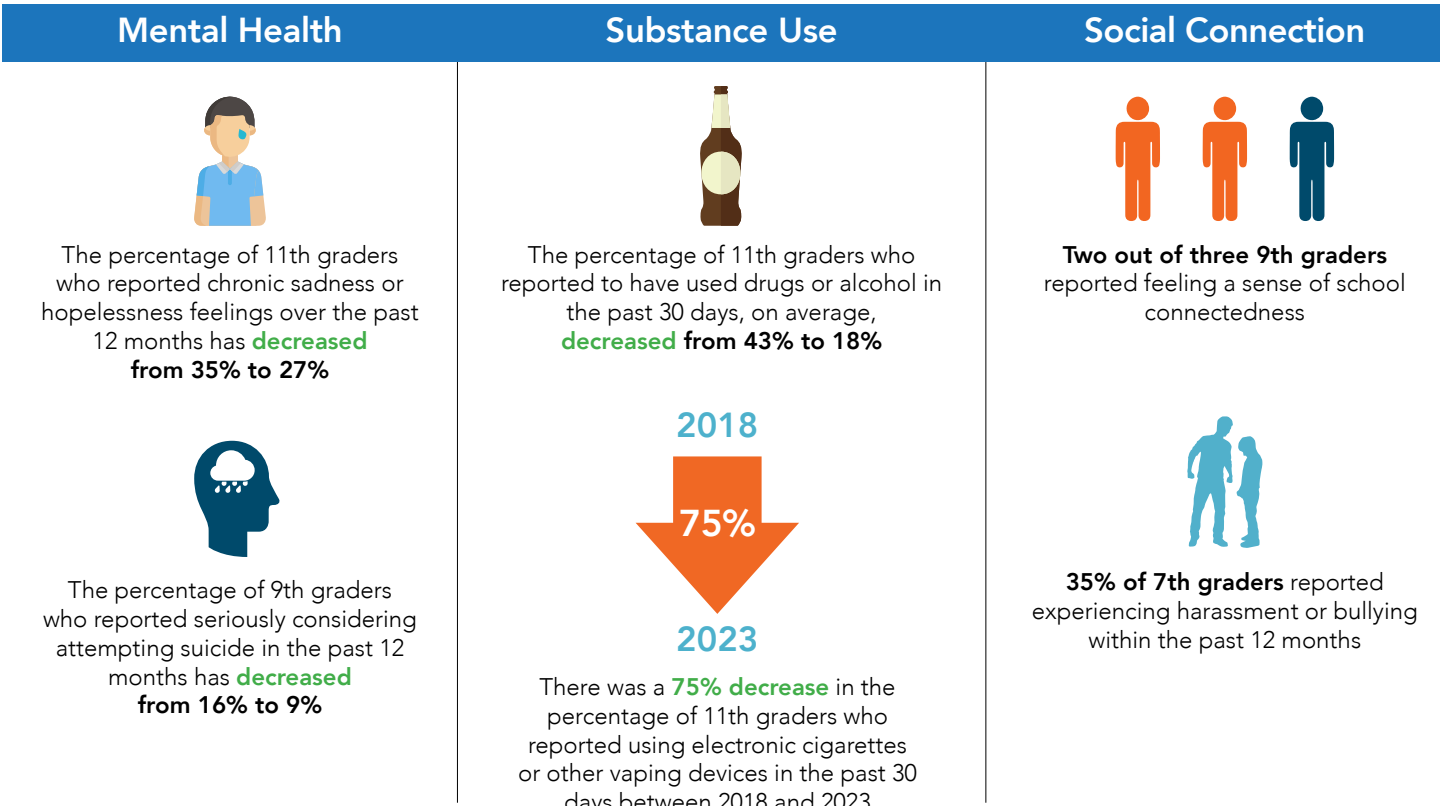 Mental Health
The percentage of 11th graders
who reported chronic sadness or
hopelessness feelings over the past
12 months has decreased
from 35% to 27%
The percentage of 9th graders
who reported seriously considering
attempting suicide in the past 12
months has decreased
from 16% to 9%
Substance Use
The percentage of 11th graders who
reported to have used drugs or alcohol in
the past 30 days, on average,
decreased from 43% to 18%
2018
75%
2023
There was a 75% decrease in the
percentage of 11th graders who
reported using electronic cigarettes
or other vaping devices in the past 30
days between 2018 and 2023
Social Connection
Two out of three 9th graders
reported feeling a sense of school
connectedness
35% of 7th graders reported
experiencing harassment or bullying
within the past 12 months